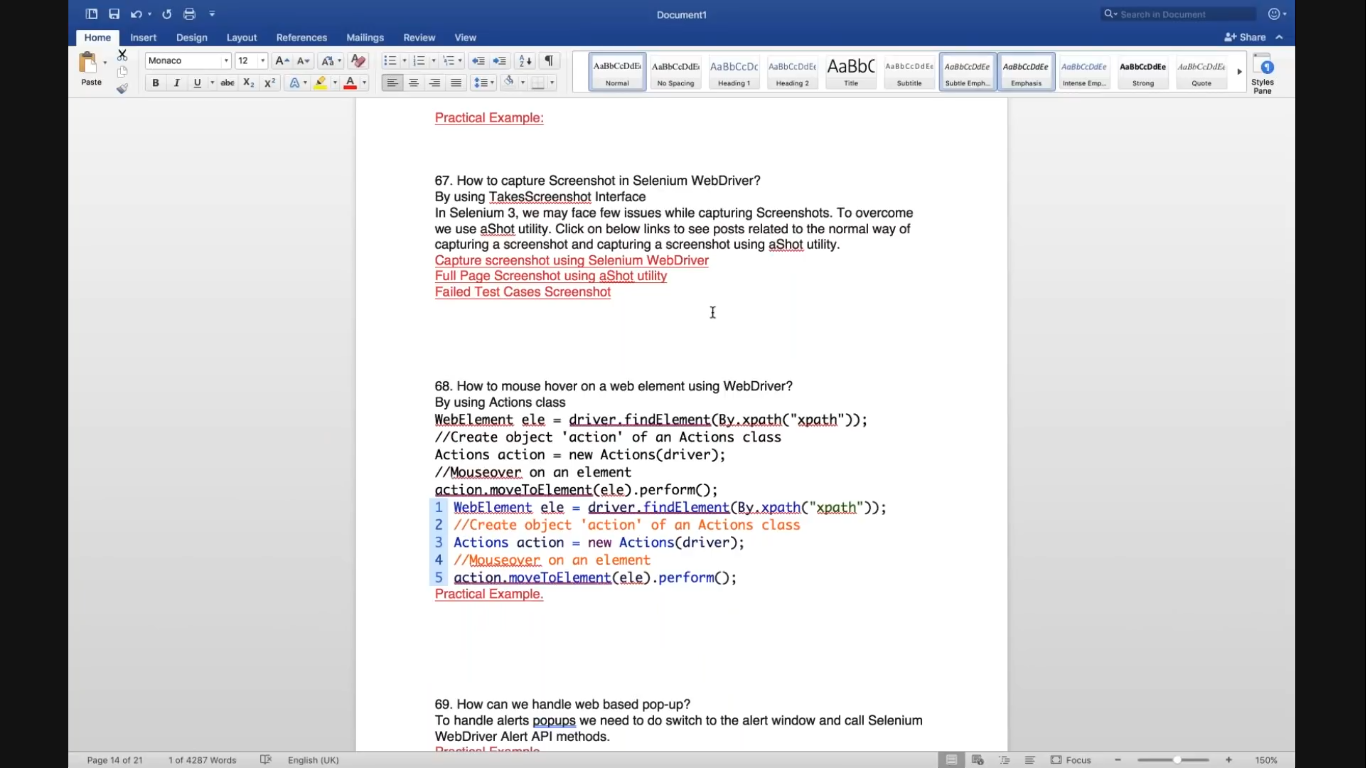 Document1
Search in Document
Home Insert Design Layout References Mailings Review View
Share
Paste
Monaco
12
AaBbCcDdEe AaBbCcDdEe AaBbCcDc AaBbCcDdEe AaBbC AaBbCcDdEe AaBbCcDdEe AaBbCcDdEe AaBbCcDdEe AaBbCcDdEe AaBbCcDdEe
Normal No Spacing Heading 1 Heading 2 Title Subtitle Subtle Emph... Emphasis Intense Emp... Strong Quote
Styles
Pane
Practical Example:
67. How to capture Screenshot in Selenium WebDriver?
By using TakesScreenshot Interface
In Selenium 3, we may face few issues while capturing Screenshots. To overcome
we use aShot utility. Click on below links to see posts related to the normal way of
capturing a screenshot and capturing a screenshot using aShot utility.
Capture screenshot using Selenium WebDriver
Full Page Screenshot using aShot utility
Failed Test Cases Screenshot
68. How to mouse hover on a web element using WebDriver?
By using Actions class
WebElement ele = driver.findElement(By.xpath("xpath"));
//Create object 'action' of an Actions class
Actions action = new Actions(driver);
//Mouseover on an element
action.moveToElement(ele).perform();
1 WebElement ele = driver.findElement(By.xpath("xpath"));
2 //Create object 'action' of an Actions class
3 Actions action = new Actions(driver);
4 //Mouseover on an element
5 action.moveToElement(ele).perform();
Practical Example.
69. How can we handle web based pop-up?
To handle alerts popups we need to do switch to the alert window and call Selenium
WebDriver Alert API methods.
Practical Example
Page 14 of 21 1 of 4287 Words English (UK) Focus 150%